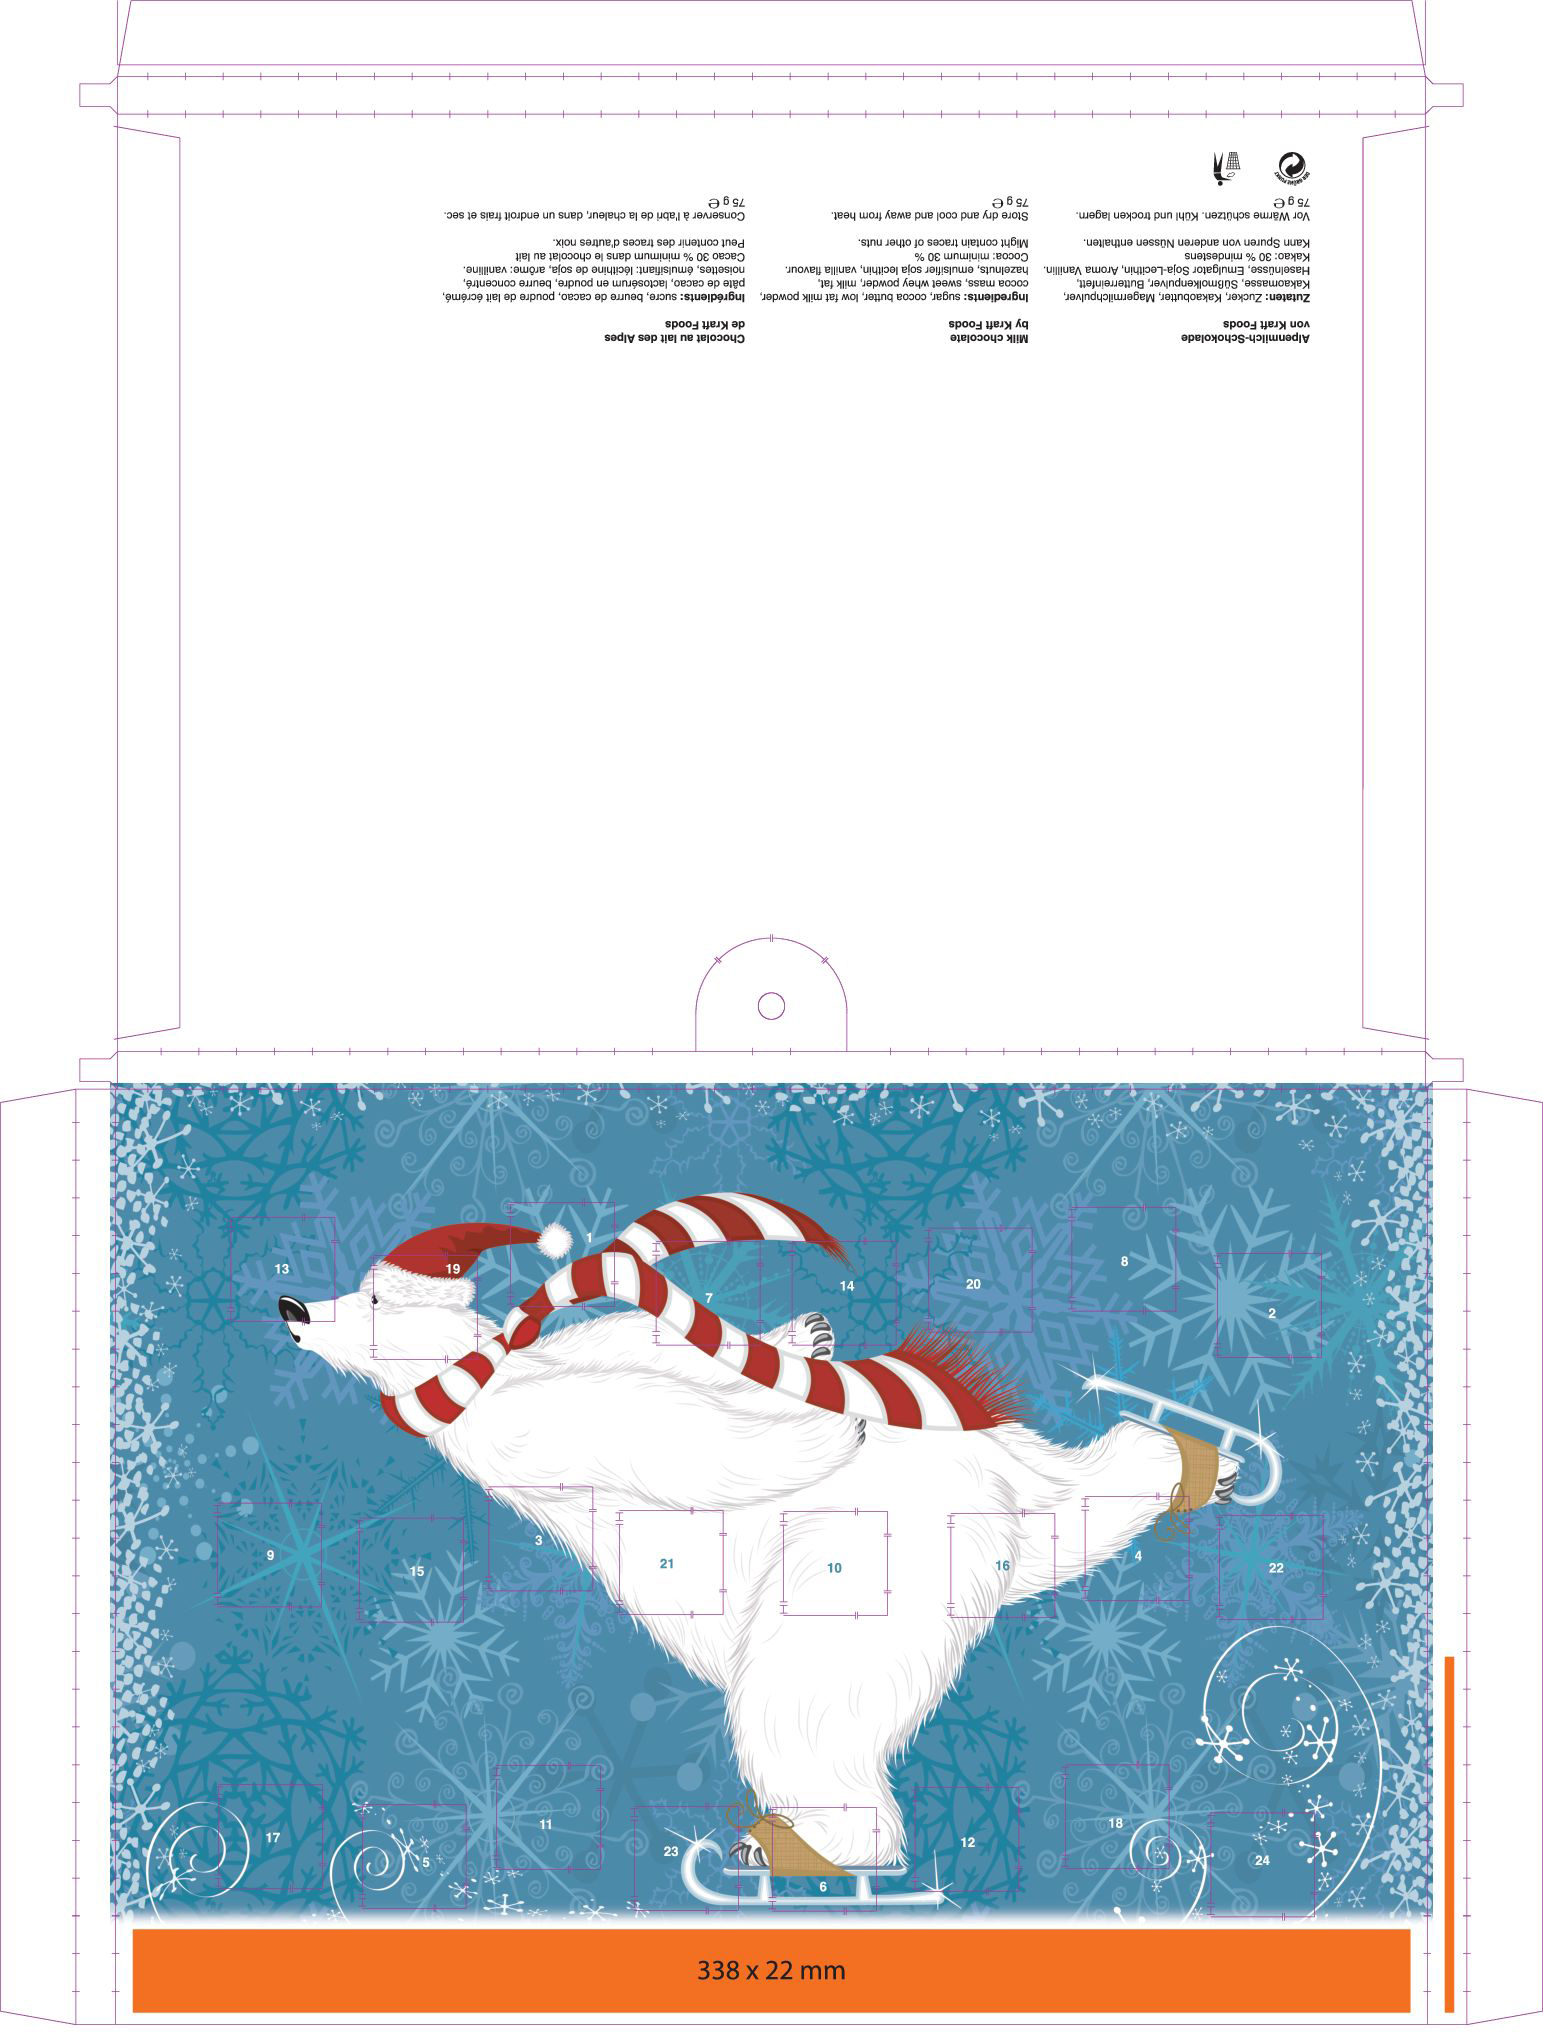 Alpenmilch-Schokolade
von Kraft Foods
Zutaten: Zucker, Kakaobutter, Magermilchpulver,
Kakaomasse, Süßmolkenpulver, Butterreinfett,
Haselnüsse, Emulgator Soja-Lecithin, Aroma Vanillin.
Kakao: 30 % mindestens
Kann Spuren von anderen Nüssen enthalten.
Vor Wärme schützen. Kühl und trocken lagern.
75 g ℮
DER GRÜNE PUNKT
Milk chocolate
by Kraft Foods
Ingredients: sugar, cocoa butter, low fat milk powder,
cocoa mass, sweet whey powder, milk fat,
hazelnuts, emulsifier soja lecithin, vanilla flavour.
Cocoa: minimum 30 %
Might contain traces of other nuts.
Store dry and cool and away from heat.
75 g ℮
Chocolat au lait des Alpes
de Kraft Foods
Ingrédients: sucre, beurre de cacao, poudre de lait écrémé,
pâte de cacao, lactosérum en poudre, beurre concentré,
noisettes, émulsifiant: lécithine de soja, arôme: vanilline.
Cacao 30 % minimum dans le chocolat au lait
Peut contenir des traces d'autres noix.
Conserver à l'abri de la chaleur, dans un endroit frais et sec.
75 g ℮
13
19
1
7
14
20
8
2
9
15
3
21
10
16
4
22
17
5
11
23
6
12
18
24
338 x 22 mm